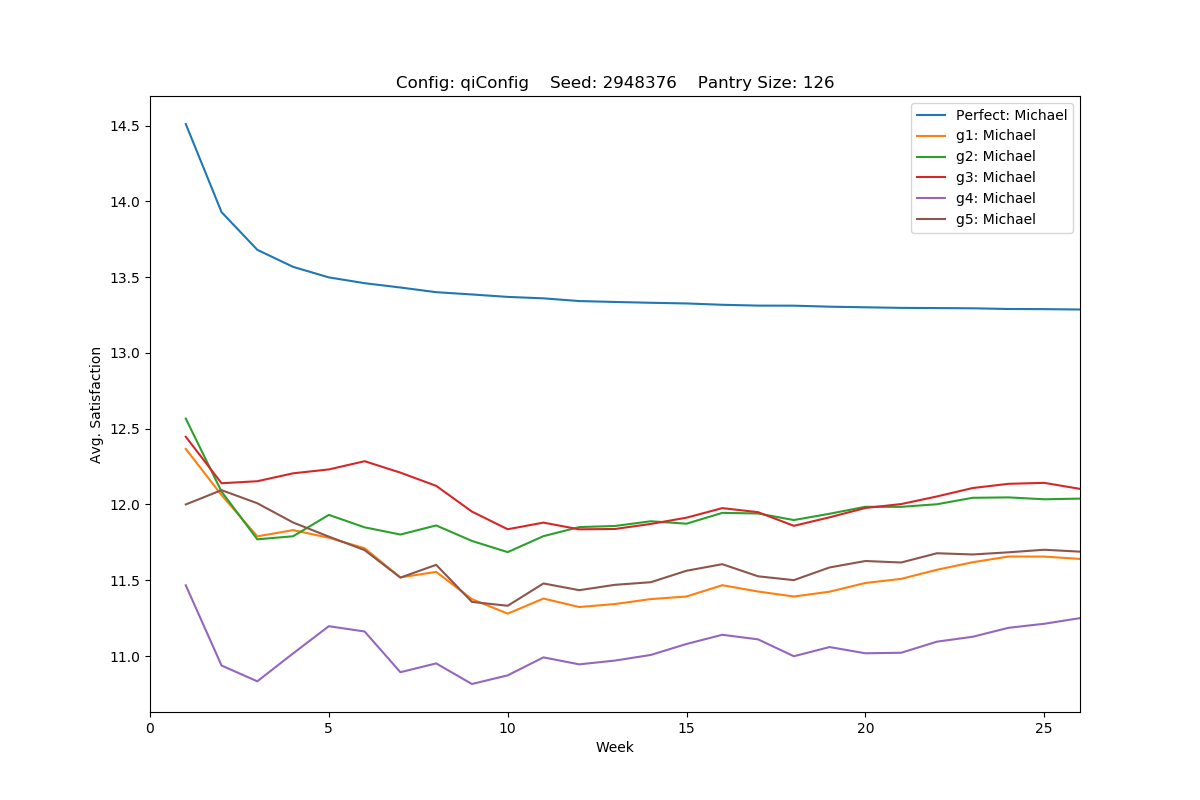 Config: qiConfig    Seed: 2948376    Pantry Size: 126
Perfect: Michael
g1: Michael
g2: Michael
g3: Michael
g4: Michael
g5: Michael
Avg. Satisfaction
14.5
14.0
13.5
13.0
12.5
12.0
11.5
11.0
0 5 10 15 20 25
Week